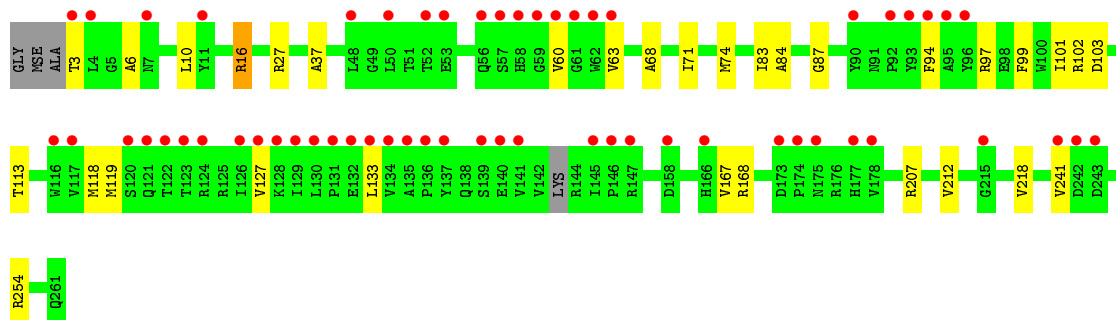 GLY MSE ALA T3 L4 G5 A6 N7 L10 Y11 R16 R27 A37 L48 G49 L50 T51 T52 E53 Q56 S57 H58 G59 V60 G61 W62 V63 A68 I71 M74 I83 A84 G87 Y90 N91 P92 Y93 F94 A95 Y96 R97 E98 F99 W100 I101 R102 D103
T113 W116 V117 M118 M119 S120 Q121 T122 T123 R124 R125 I126 V127 K128 I129 L130 P131 E132 L133 V134 A135 P136 Y137 Q138 S139 E140 V141 V142 LYS R144 I145 P146 R147 D158 H166 V167 R168 D173 P174 N175 R176 H177 V178 R207 V212 G215 V218 V241 D242 D243
R254 Q261